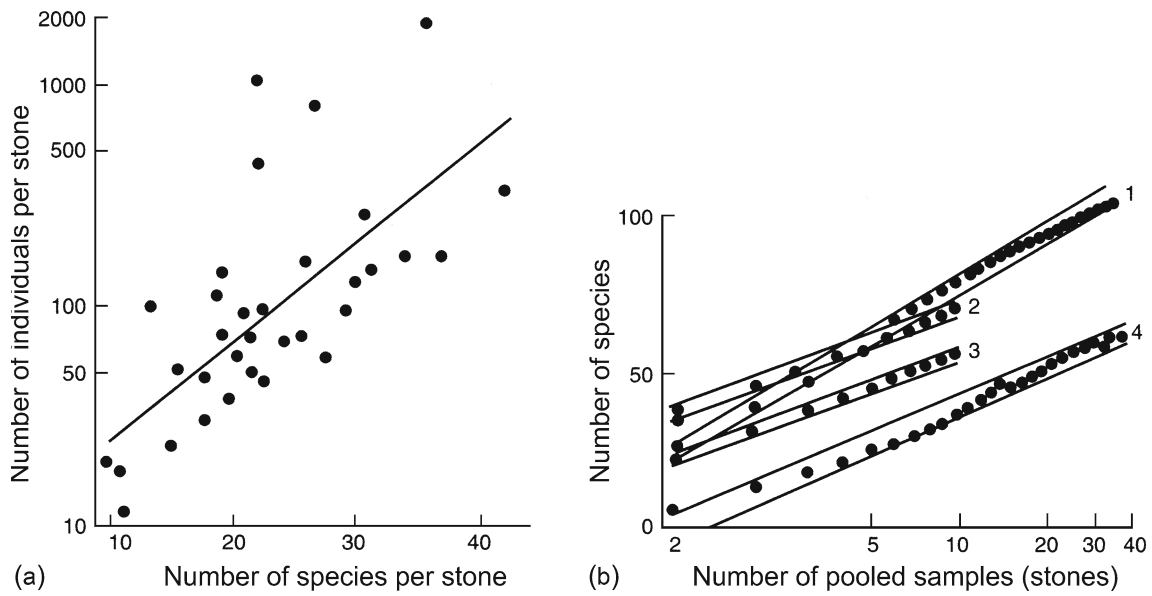 2000
1000
500
100
50
10
10 20 30 40
Number of individuals per stone
Number of species per stone
(a)
100
50
0
2 5 10 20 30 40
1
2
3
4
Number of species
Number of pooled samples (stones)
(b)